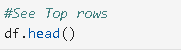 #See Top rows
df.head()